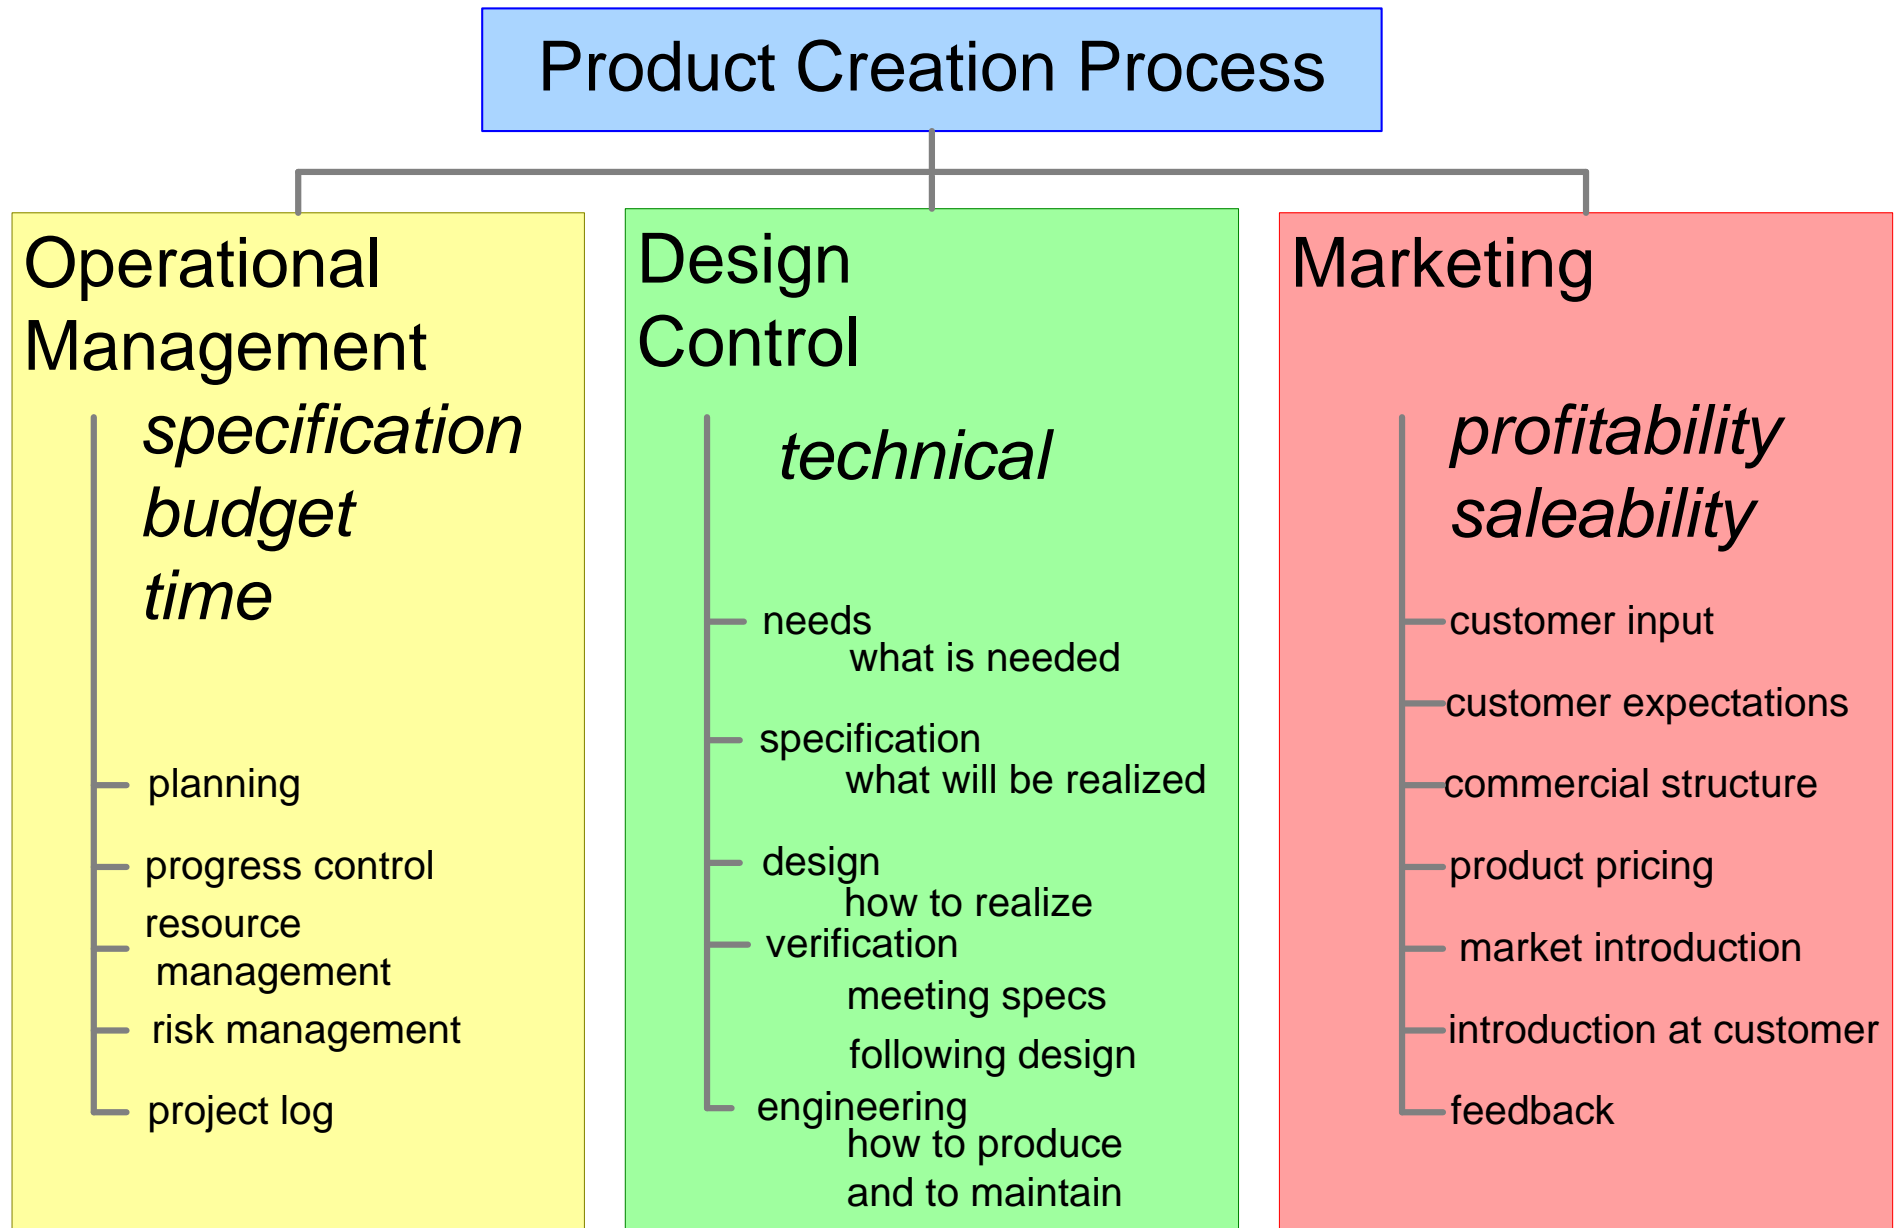 Product Creation Process
Operational
Management
specification
budget
time
planning
progress control
resource
management
risk management
project log
Design
Control
technical
needs
what is needed
specification
what will be realized
design
how to realize
verification
meeting specs
following design
engineering
how to produce
and to maintain
Marketing
profitability
saleability
customer input
customer expectations
commercial structure
product pricing
market introduction
introduction at customer
feedback